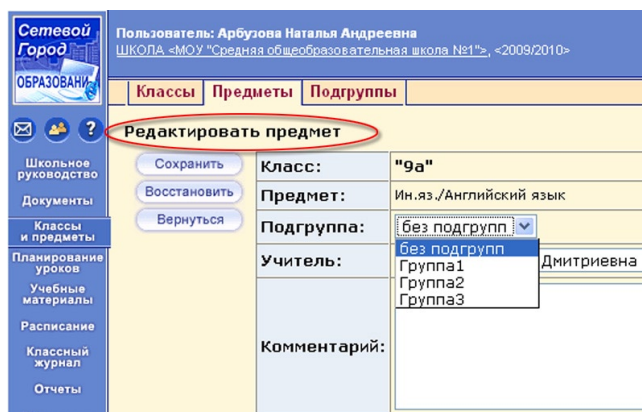 Сетевой
Город
ОБРАЗОВАНИ
Пользователь: Арбузова Наталья Андреевна
ШКОЛА <МОУ "Средняя общеобразовательная школа №1">, <2009/2010>
Классы Предметы Подгруппы
?
Редактировать предмет
Школьное
руководство
Документы
Классы
и предметы
Планирование
уроков
Учебные
материалы
Расписание
Классный
журнал
Отчеты
Сохранить
Восстановить
Вернуться
Класс: "9а"
Предмет: Ин.яз./Английский язык
Подгруппа: без подгрупп
без подгрупп
Группа1
Группа2
Группа3
Учитель: Дмитриевна
Комментарий: